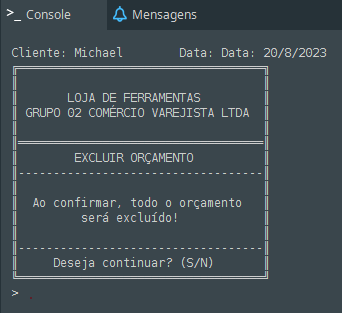 >_ Console
Mensagens
Cliente: Michael Data: Data: 20/8/2023
LOJA DE FERRAMENTAS
GRUPO 02 COMÉRCIO VAREJISTA LTDA
EXCLUIR ORÇAMENTO
-----------------------------------
Ao confirmar, todo o orçamento
será excluído!
-----------------------------------
Deseja continuar? (S/N)
>